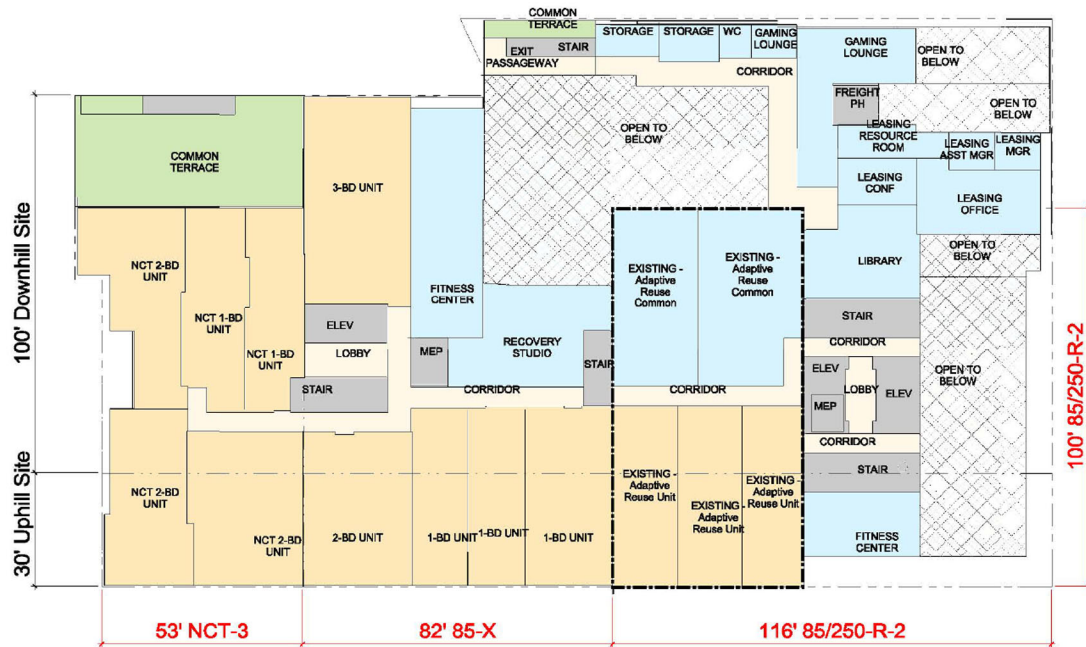 COMMON
TERRACE
STORAGE
STORAGE
WC
GAMING
LOUNGE
EXIT
PASSAGEWAY
STAIR
CORRIDOR
GAMING
LOUNGE
OPEN TO
BELOW
FREIGHT
PH
OPEN TO
BELOW
LEASING
RESOURCE
ROOM
LEASING
ASST MGR
LEASING
MGR
OPEN TO
BELOW
COMMON
TERRACE
3-BD UNIT
LEASING
CONF
LEASING
OFFICE
OPEN TO
BELOW
LIBRARY
NCT 2-BD
UNIT
NCT 1-BD
UNIT
NCT 1-BD
UNIT
FITNESS
CENTER
EXISTING -
Adaptive
Reuse
Common
EXISTING -
Adaptive
Reuse
Common
ELEV
LOBBY
STAIR
MEP
RECOVERY
STUDIO
STAIR
CORRIDOR
CORRIDOR
STAIR
CORRIDOR
ELEV
LOBBY
ELEV
MEP
CORRIDOR
STAIR
OPEN TO
BELOW
NCT 2-BD
UNIT
NCT 2-BD
UNIT
2-BD UNIT
1-BD UNIT
1-BD UNIT
1-BD UNIT
EXISTING -
Adaptive
Reuse Unit
EXISTING -
Adaptive
Reuse Unit
EXISTING -
Adaptive
Reuse Unit
FITNESS
CENTER
100' Downhill Site
30' Uphill Site
100' 85/250-R-2
53' NCT-3
82' 85-X
116' 85/250-R-2